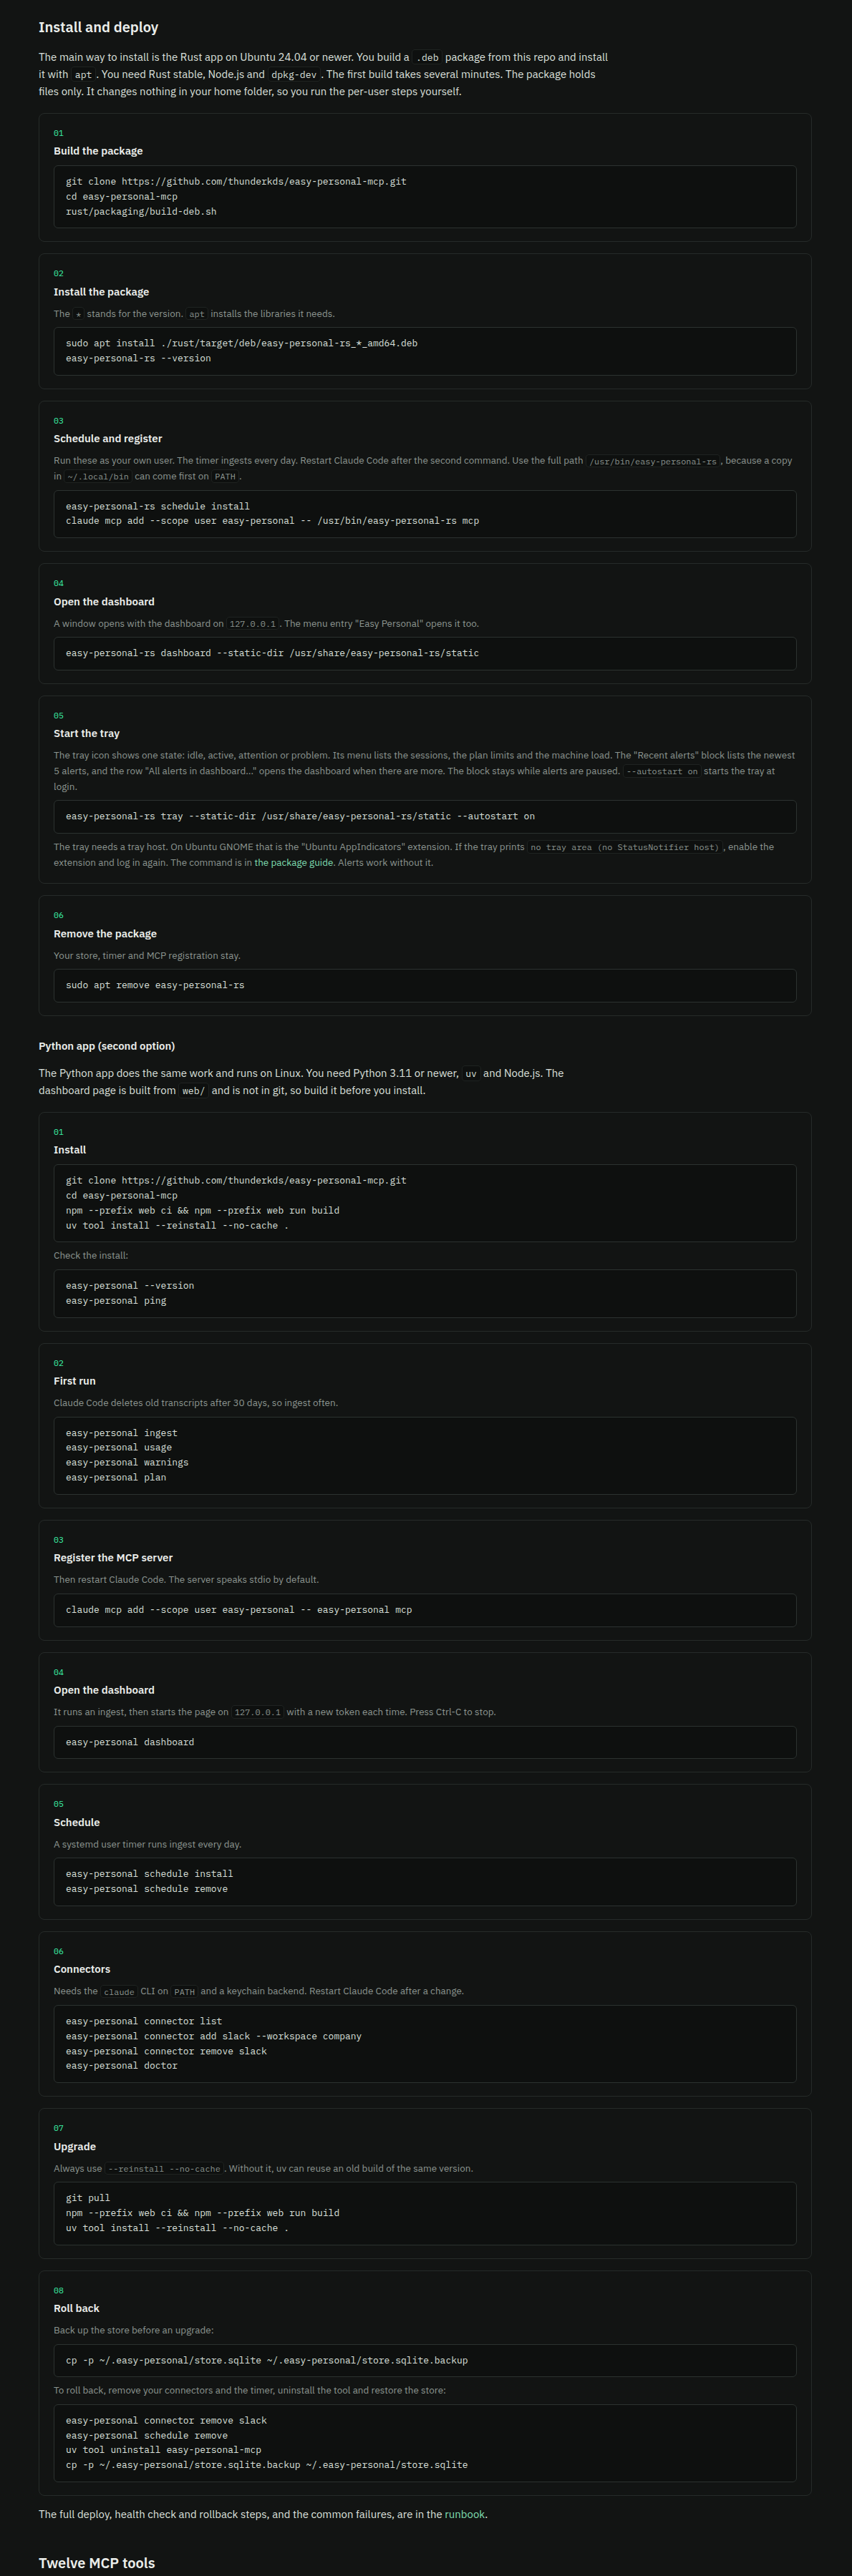 Install and deploy
The main way to install is the Rust app on Ubuntu 24.04 or newer. You build a .deb package from this repo and install
it with apt. You need Rust stable, Node.js and dpkg-dev. The first build takes several minutes. The package holds
files only. It changes nothing in your home folder, so you run the per-user steps yourself.
01
Build the package
git clone https://github.com/thunderkds/easy-personal-mcp.git
cd easy-personal-mcp
rust/packaging/build-deb.sh
02
Install the package
The * stands for the version. apt installs the libraries it needs.
sudo apt install ./rust/target/deb/easy-personal-rs_*_amd64.deb
easy-personal-rs --version
03
Schedule and register
Run these as your own user. The timer ingests every day. Restart Claude Code after the second command. Use the full path /usr/bin/easy-personal-rs, because a copy
in ~/.local/bin can come first on PATH.
easy-personal-rs schedule install
claude mcp add --scope user easy-personal -- /usr/bin/easy-personal-rs mcp
04
Open the dashboard
A window opens with the dashboard on 127.0.0.1. The menu entry "Easy Personal" opens it too.
easy-personal-rs dashboard --static-dir /usr/share/easy-personal-rs/static
05
Start the tray
The tray icon shows one state: idle, active, attention or problem. Its menu lists the sessions, the plan limits and the machine load. The "Recent alerts" block lists the newest
5 alerts, and the row "All alerts in dashboard…" opens the dashboard when there are more. The block stays while alerts are paused. --autostart on starts the tray at
login.
easy-personal-rs tray --static-dir /usr/share/easy-personal-rs/static --autostart on
The tray needs a tray host. On Ubuntu GNOME that is the "Ubuntu AppIndicators" extension. If the tray prints no tray area (no StatusNotifier host), enable the
extension and log in again. The command is in the package guide. Alerts work without it.
06
Remove the package
Your store, timer and MCP registration stay.
sudo apt remove easy-personal-rs
Python app (second option)
The Python app does the same work and runs on Linux. You need Python 3.11 or newer, uv and Node.js. The
dashboard page is built from web/ and is not in git, so build it before you install.
01
Install
git clone https://github.com/thunderkds/easy-personal-mcp.git
cd easy-personal-mcp
npm --prefix web ci && npm --prefix web run build
uv tool install --reinstall --no-cache .
Check the install:
easy-personal --version
easy-personal ping
02
First run
Claude Code deletes old transcripts after 30 days, so ingest often.
easy-personal ingest
easy-personal usage
easy-personal warnings
easy-personal plan
03
Register the MCP server
Then restart Claude Code. The server speaks stdio by default.
claude mcp add --scope user easy-personal -- easy-personal mcp
04
Open the dashboard
It runs an ingest, then starts the page on 127.0.0.1 with a new token each time. Press Ctrl-C to stop.
easy-personal dashboard
05
Schedule
A systemd user timer runs ingest every day.
easy-personal schedule install
easy-personal schedule remove
06
Connectors
Needs the claude CLI on PATH and a keychain backend. Restart Claude Code after a change.
easy-personal connector list
easy-personal connector add slack --workspace company
easy-personal connector remove slack
easy-personal doctor
07
Upgrade
Always use --reinstall --no-cache. Without it, uv can reuse an old build of the same version.
git pull
npm --prefix web ci && npm --prefix web run build
uv tool install --reinstall --no-cache .
08
Roll back
Back up the store before an upgrade:
cp -p ~/.easy-personal/store.sqlite ~/.easy-personal/store.sqlite.backup
To roll back, remove your connectors and the timer, uninstall the tool and restore the store:
easy-personal connector remove slack
easy-personal schedule remove
uv tool uninstall easy-personal-mcp
cp -p ~/.easy-personal/store.sqlite.backup ~/.easy-personal/store.sqlite
The full deploy, health check and rollback steps, and the common failures, are in the runbook.
Twelve MCP tools